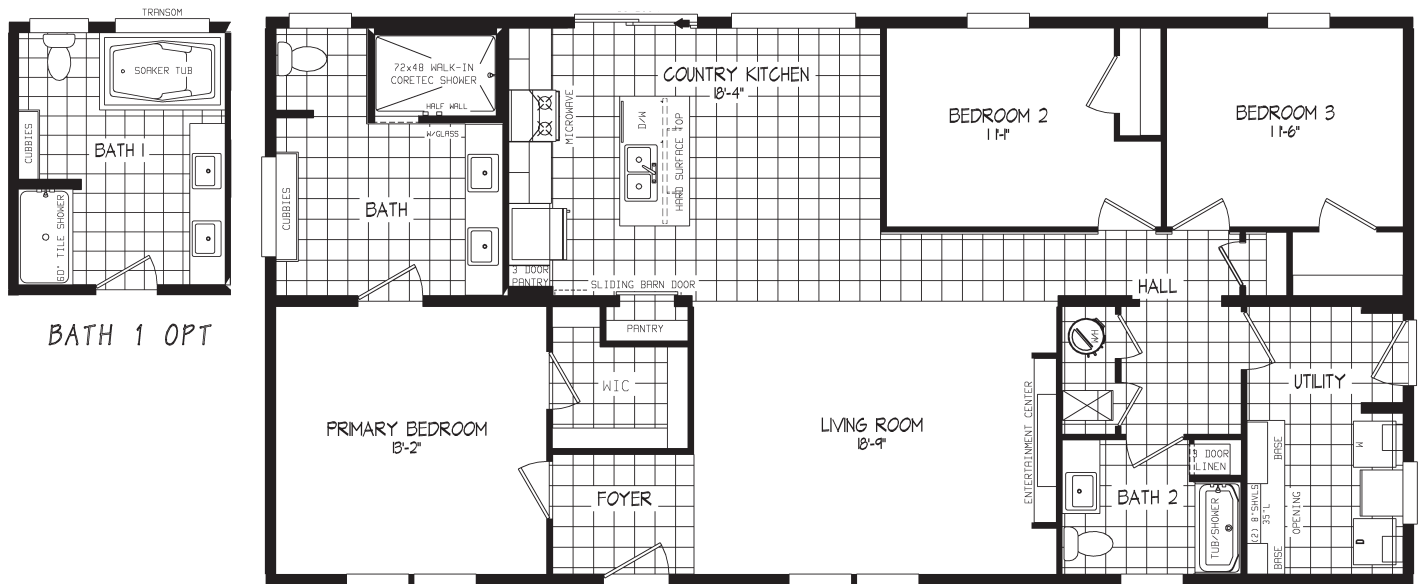 TRANSOM
SOAKER TUB
CUBBIES
BATH 1
60" TILE SHOWER
BATH 1 OPT
72x48 WALK-IN
CORETEC SHOWER
HALF WALL
W/GLASS
CUBBIES
BATH
MICROWAVE
COUNTRY KITCHEN
18'-4"
D/W
HARD SURFACE TOP
3 DOOR
PANTRY
SLIDING BARN DOOR
PANTRY
BEDROOM 2
11'-1"
BEDROOM 3
11'-6"
HALL
WIC
PRIMARY BEDROOM
13'-2"
FOYER
LIVING ROOM
18'-9"
ENTERTAINMENT CENTER
W/H
UTILITY
BATH 2
3 DOOR
LINEN
TUB/SHOWER
BASE
(2) 8"SHVLS
35"L
OPENING
BASE
M
D